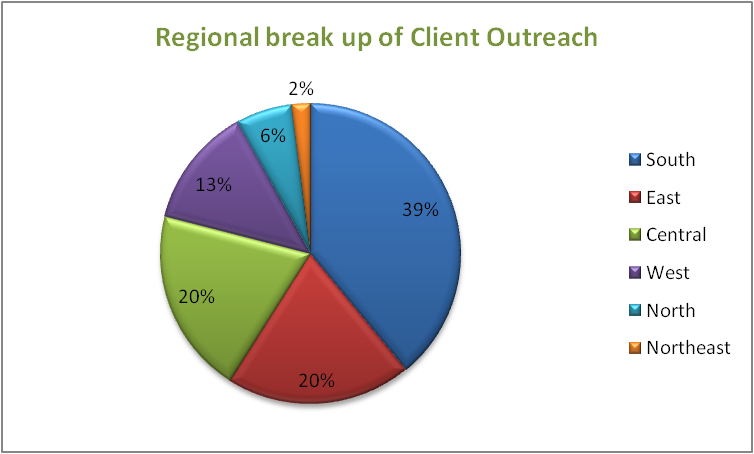 Regional break up of Client Outreach
2%
6%
13%
39%
20%
20%
South
East
Central
West
North
Northeast